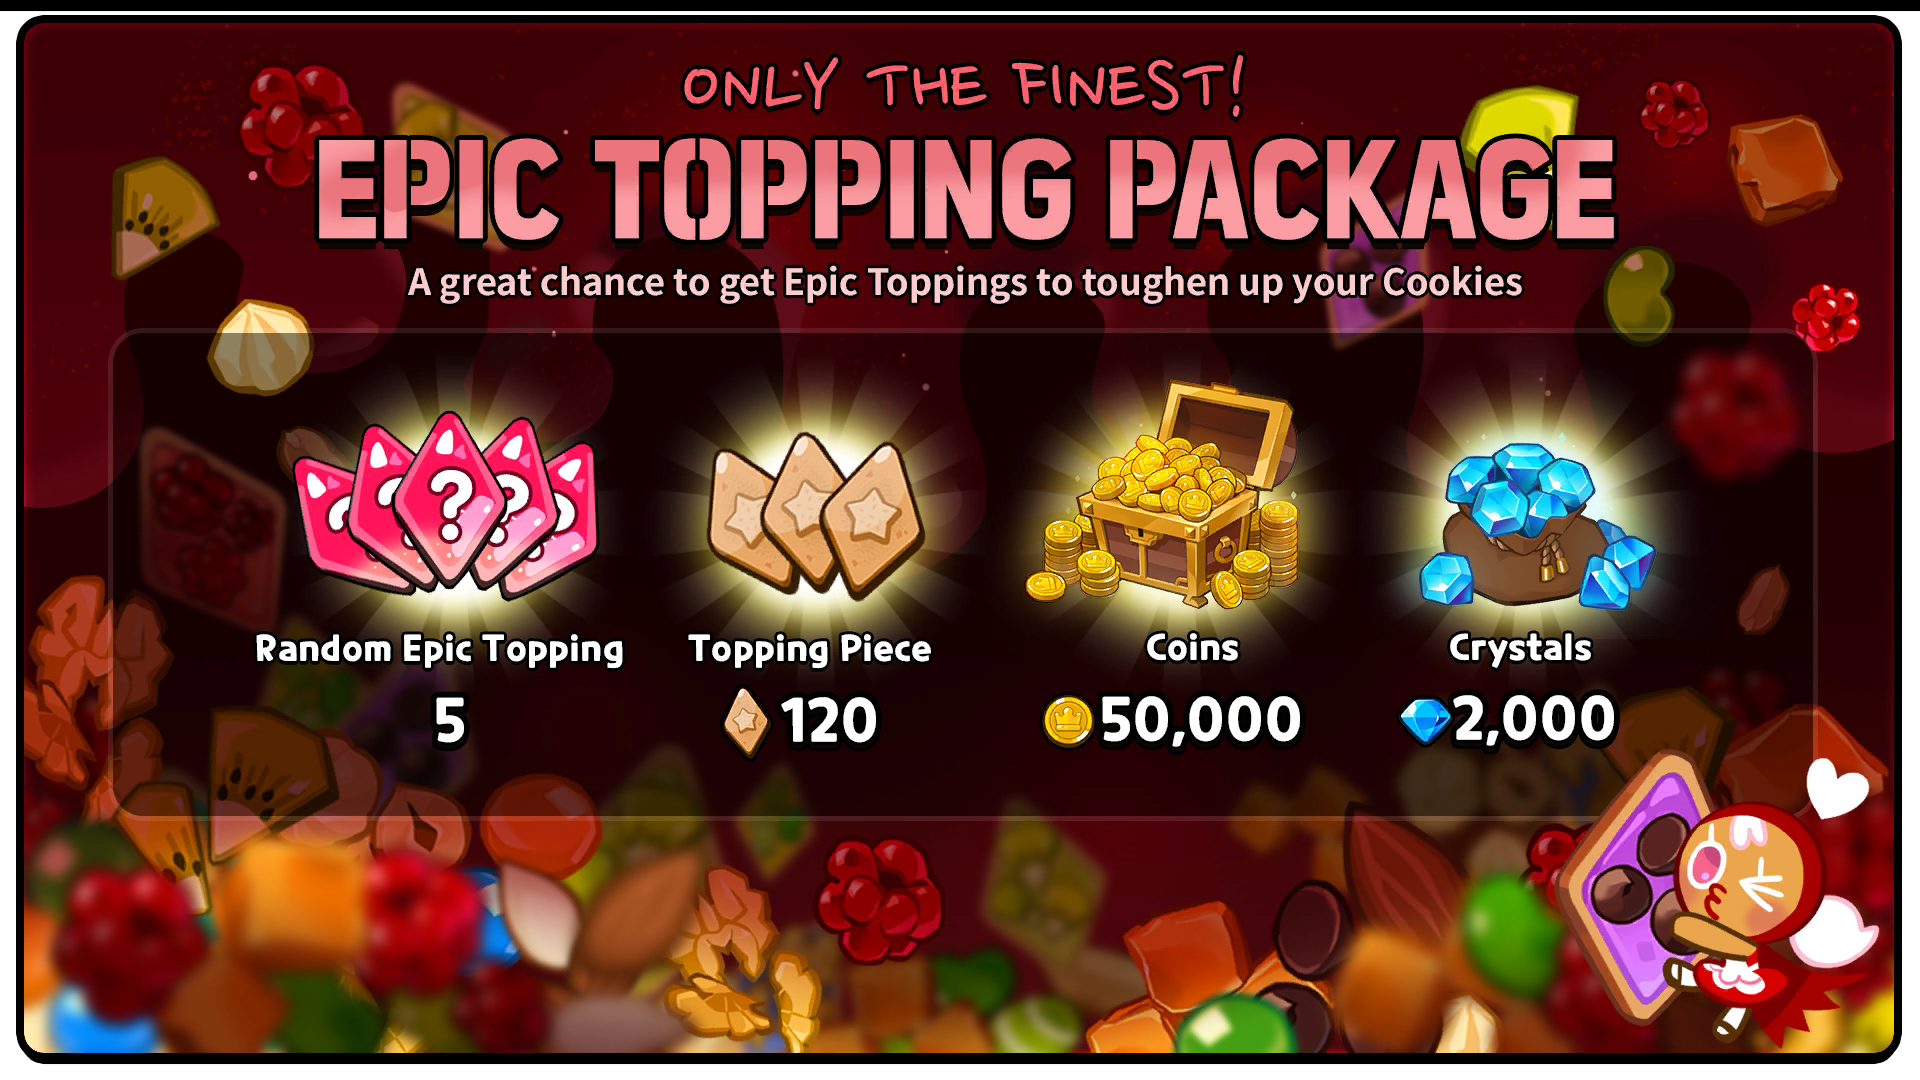 ONLY THE FINEST!
EPIC TOPPING PACKAGE
A great chance to get Epic Toppings to toughen up your Cookies
? ? ? ? ?
Random Epic Topping
5
Topping Piece
120
Coins
50,000
Crystals
2,000